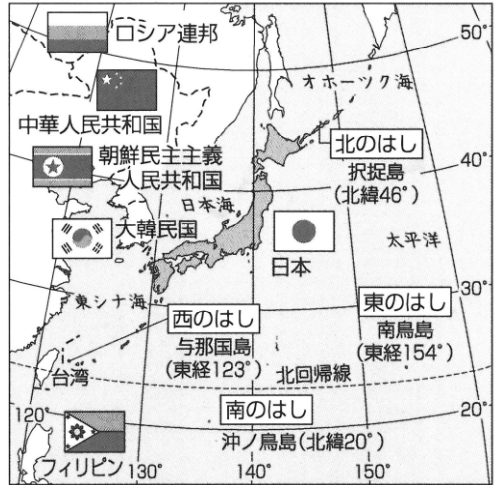 ロシア連邦
50°
オホーツク海
中華人民共和国
北のはし
択捉島
(北緯46°)
40°
朝鮮民主主義
人民共和国
日本海
大韓民国
日本
太平洋
30°
東シナ海
西のはし
与那国島
(東経123°)
東のはし
南鳥島
(東経154°)
台湾
北回帰線
120°
南のはし
20°
沖ノ鳥島(北緯20°)
フィリピン
130°
140°
150°